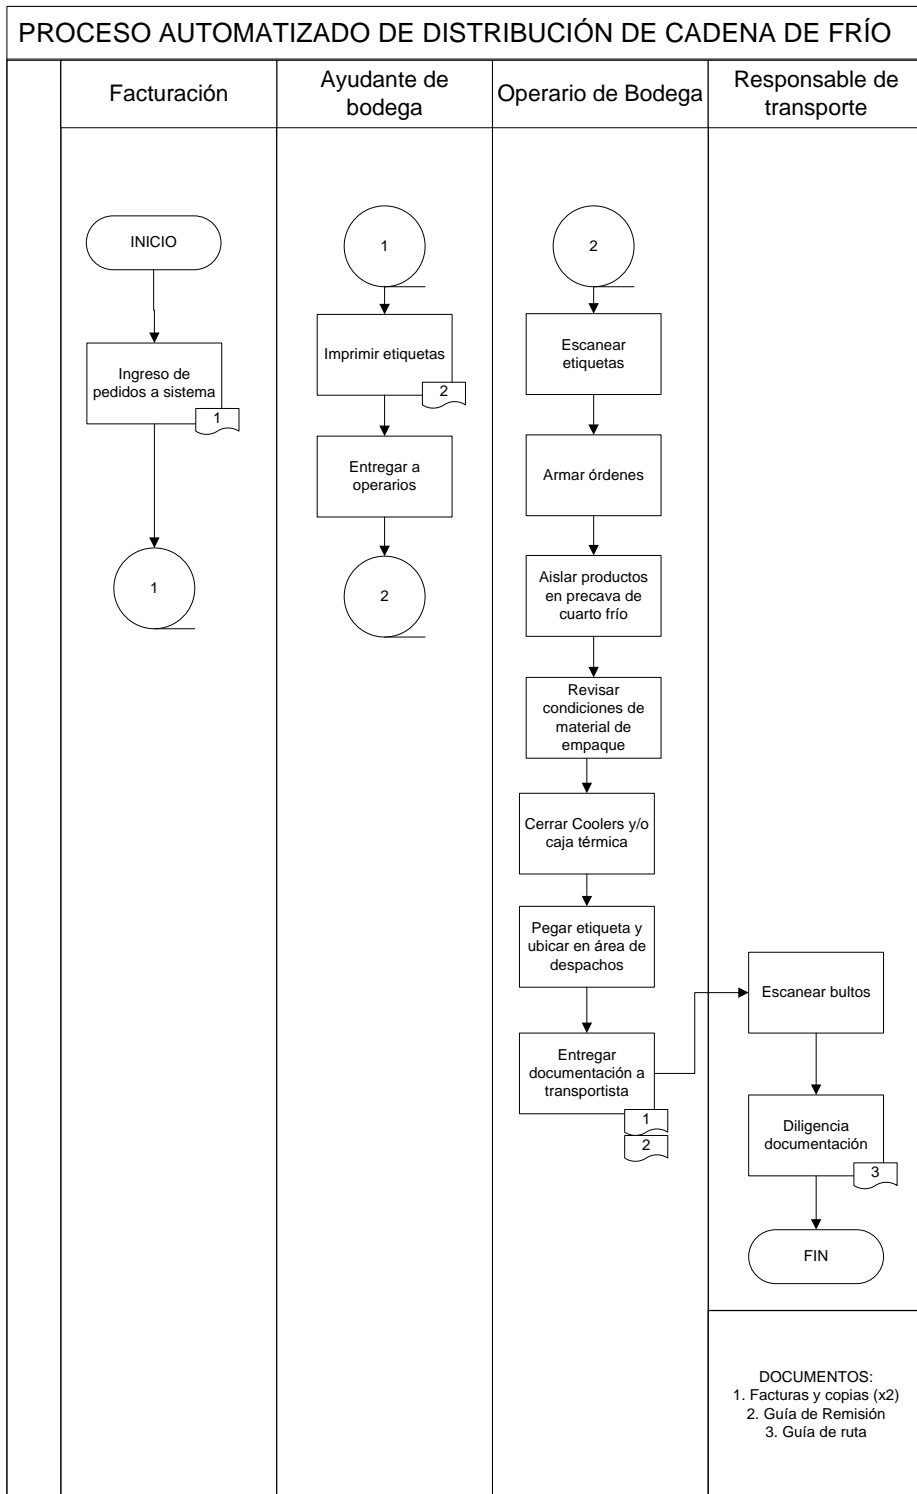 PROCESO AUTOMATIZADO DE DISTRIBUCIÓN DE CADENA DE FRÍO
Facturación
Ayudante de
bodega
Operario de Bodega
Responsable de
transporte
INICIO
Ingreso de
pedidos a sistema
1
1
1
Imprimir etiquetas
2
Entregar a
operarios
2
2
Escanear
etiquetas
Armar órdenes
Aislar productos
en precava de
cuarto frío
Revisar
condiciones de
material de
empaque
Cerrar Coolers y/o
caja térmica
Pegar etiqueta y
ubicar en área de
despachos
Entregar
documentación a
transportista
1
2
Escanear bultos
Diligencia
documentación
3
FIN
DOCUMENTOS:
1. Facturas y copias (x2)
2. Guía de Remisión
3. Guía de ruta